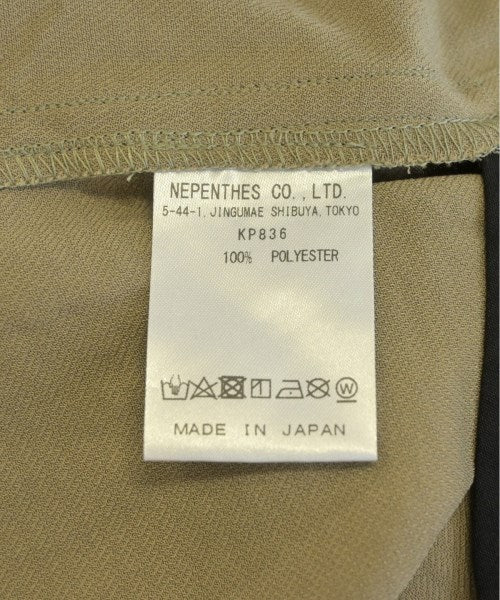 NEPENTHES CO., LTD.
5-44-1, JINGUMAE SHIBUYA, TOKYO
KP836
100% POLYESTER
MADE IN JAPAN